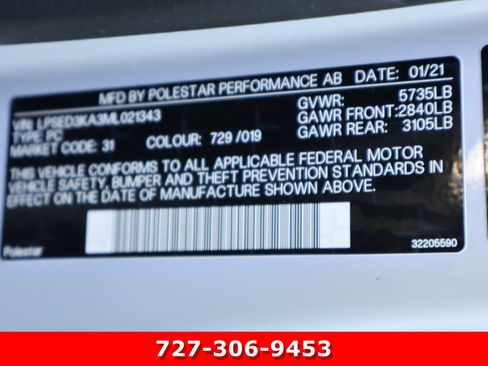 MFD BY POLESTAR PERFORMANCE AB DATE: 01/21
VIN: LPSED3KA3ML021343 GVWR: 5735LB
TYPE: PC GAWR FRONT: 2840LB
MARKET CODE: 31 COLOUR: 729/019 GAWR REAR: 3105LB
THIS VEHICLE CONFORMS TO ALL APPLICABLE FEDERAL MOTOR
VEHICLE SAFETY, BUMPER AND THEFT PREVENTION STANDARDS IN
EFFECT ON THE DATE OF MANUFACTURE SHOWN ABOVE.
Polestar 32205590
727-306-9453